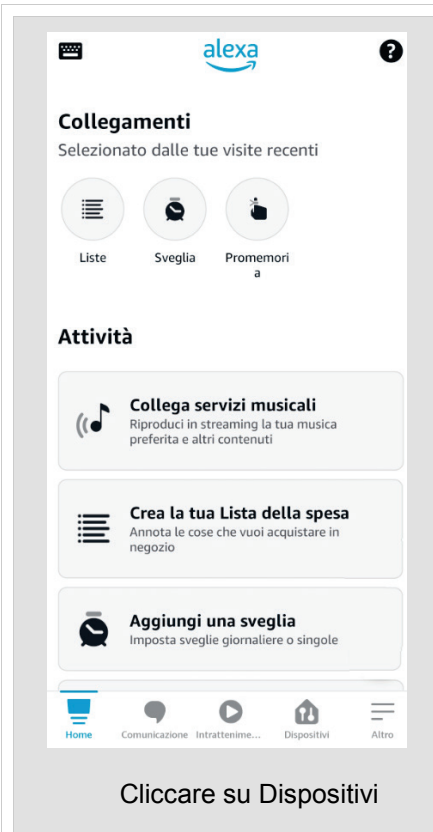 alexa
Collegamenti
Selezionato dalle tue visite recenti
Liste
Sveglia
Promemori
a
Attività
Collega servizi musicali
Riproduci in streaming la tua musica
preferita e altri contenuti
Crea la tua Lista della spesa
Annota le cose che vuoi acquistare in
negozio
Aggiungi una sveglia
Imposta sveglie giornaliere o singole
Home
Comunicazione
Intrattenime...
Dispositivi
Altro
Cliccare su Dispositivi